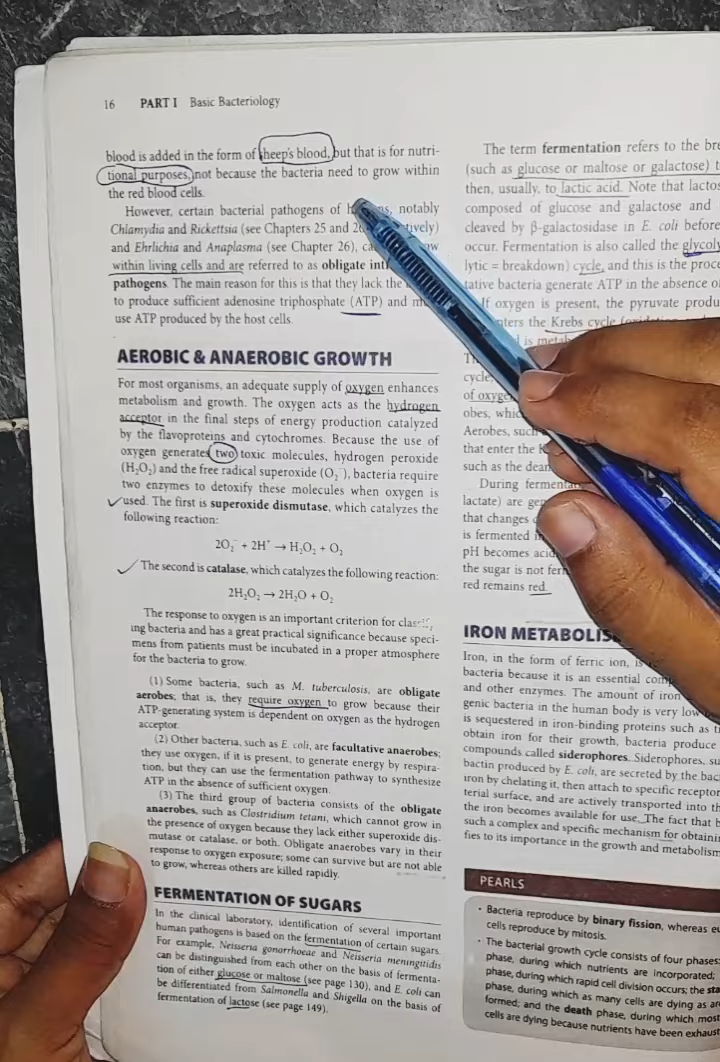 16 PART I Basic Bacteriology
blood is added in the form of sheep's blood, but that is for nutri-
tional purposes, not because the bacteria need to grow within
the red blood cells.
However, certain bacterial pathogens of notably
Chlamydia and Rickettsia (see Chapters 25 and
and Ehrlichia and Anaplasma (see Chapter 26),
within living cells and are referred to as obligate
pathogens. The main reason for this is that they lack the
to produce sufficient adenosine triphosphate (ATP) and
use ATP produced by the host cells.
AEROBIC & ANAEROBIC GROWTH
For most organisms, an adequate supply of oxygen enhances
metabolism and growth. The oxygen acts as the hydrogen
acceptor in the final steps of energy production catalyzed
by the flavoproteins and cytochromes. Because the use of
oxygen generates two toxic molecules, hydrogen peroxide
(H₂O₂) and the free radical superoxide (O₂⁻), bacteria require
two enzymes to detoxify these molecules when oxygen is
used. The first is superoxide dismutase, which catalyzes the
following reaction:
2O₂⁻ + 2H⁺ → H₂O₂ + O₂
The second is catalase, which catalyzes the following reaction:
2H₂O₂ → 2H₂O + O₂
The response to oxygen is an important criterion for
ing bacteria and has a great practical significance because speci-
mens from patients must be incubated in a proper atmosphere
for the bacteria to grow.
(1) Some bacteria, such as M. tuberculosis, are obligate
aerobes; that is, they require oxygen to grow because their
ATP-generating system is dependent on oxygen as the hydrogen
acceptor.
(2) Other bacteria, such as E. coli, are facultative anaerobes;
they use oxygen, if it is present, to generate energy by respira-
tion, but they can use the fermentation pathway to synthesize
ATP in the absence of sufficient oxygen.
(3) The third group of bacteria consists of the obligate
anaerobes, such as Clostridium tetani, which cannot grow in
the presence of oxygen because they lack either superoxide dis-
mutase or catalase, or both. Obligate anaerobes vary in their
response to oxygen exposure; some can survive but are not able
to grow, whereas others are killed rapidly.
FERMENTATION OF SUGARS
In the clinical laboratory, identification of several important
human pathogens is based on the fermentation of certain sugars.
For example, Neisseria gonorrhoeae and Neisseria meningitidis
can be distinguished from each other on the basis of fermenta-
tion of either glucose or maltose (see page 130), and E. coli can
be differentiated from Salmonella and Shigella on the basis of
fermentation of lactose (see page 149).
The term fermentation refers to the
(such as glucose or maltose or galactose)
then, usually, to lactic acid. Note that
composed of glucose and galactose and
cleaved by β-galactosidase in E. coli before
occur. Fermentation is also called the
lytic = breakdown) cycle, and this is the
tative bacteria generate ATP in the absence
If oxygen is present, the pyruvate
the Krebs cycle
is
cycle,
of
obes,
Aerobes, such
that enter the
such as the
During
lactate) are
that changes
is fermented
pH becomes
the sugar is not
red remains red.
IRON
Iron, in the form of ferric ion, is
bacteria because it is an essential
and other enzymes. The amount of iron
genic bacteria in the human body is very
is sequestered in iron-binding proteins such as
obtain iron for their growth, bacteria produce
compounds called siderophores. Siderophores,
bactin produced by E. coli, are secreted by the
iron by chelating it, then attach to specific
terial surface, and are actively transported into
the iron becomes available for use. The fact that
such a complex and specific mechanism for
fies to its importance in the growth and
PEARLS
• Bacteria reproduce by binary fission, whereas
cells reproduce by mitosis.
• The bacterial growth cycle consists of four phases:
phase, during which nutrients are incorporated;
phase, during which rapid cell division occurs; the
phase, during which as many cells are dying as
formed; and the death phase, during which most
cells are dying because nutrients have been